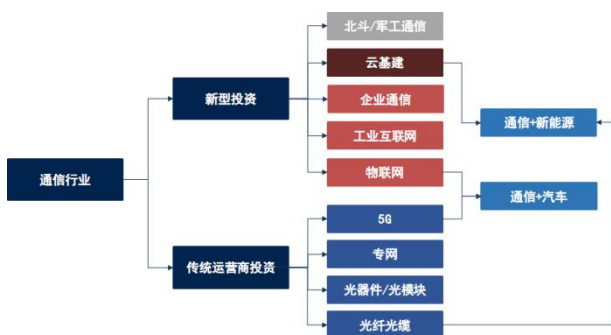 通信行业
新型投资
传统运营商投资
北斗/军工通信
云基建
企业通信
工业互联网
物联网
5G
专网
光器件/光模块
光纤光缆
通信+新能源
通信+汽车